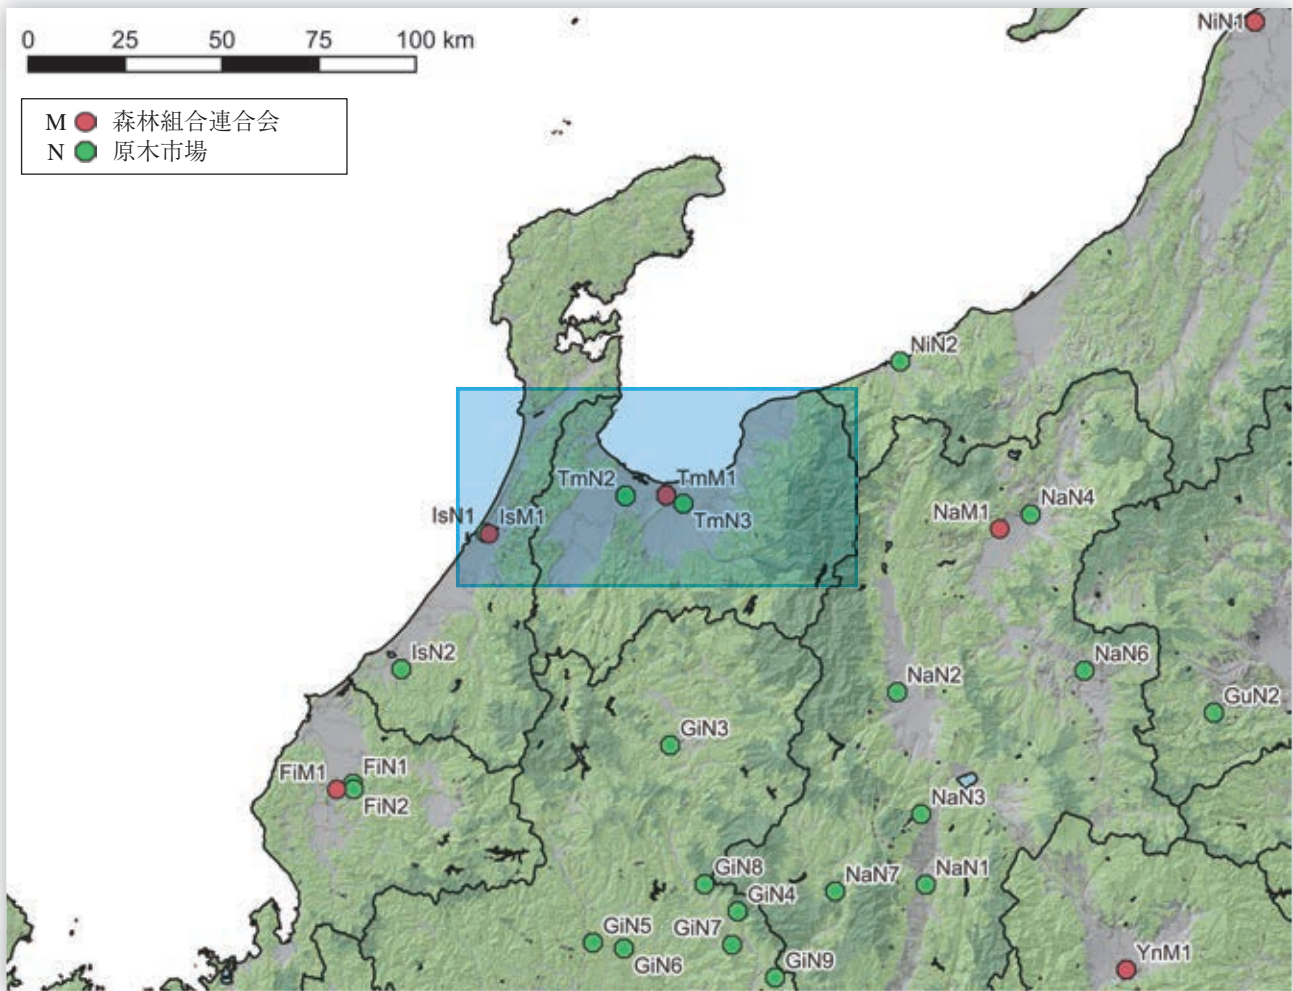 0 25 50 75 100 km
M 森林組合連合会
N 原木市場
NiN1
NiN2
TmN2
TmM1
TmN3
IsN1
IsM1
NaM1
NaN4
IsN2
NaN2
NaN6
GuN2
GiN3
FiM1
FiN1
FiN2
NaN3
GiN8
NaN7
NaN1
GiN4
GiN5
GiN7
GiN6
GiN9
YnM1